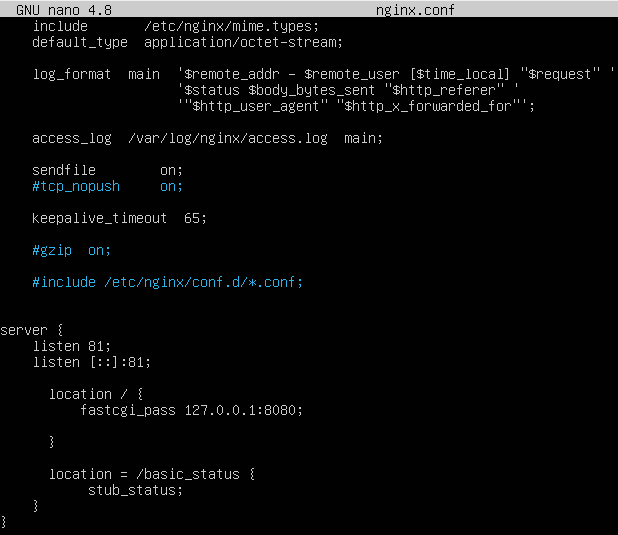 GNU nano 4.8 nginx.conf
include /etc/nginx/mime.types;
default_type application/octet-stream;
log_format main '$remote_addr - $remote_user [$time_local] "$request" '
'$status $body_bytes_sent "$http_referer" '
'"$http_user_agent" "$http_x_forwarded_for"';
access_log /var/log/nginx/access.log main;
sendfile on;
#tcp_nopush on;
keepalive_timeout 65;
#gzip on;
#include /etc/nginx/conf.d/*.conf;
server {
listen 81;
listen [::]:81;
location / {
fastcgi_pass 127.0.0.1:8080;
}
location = /basic_status {
stub_status;
}
}